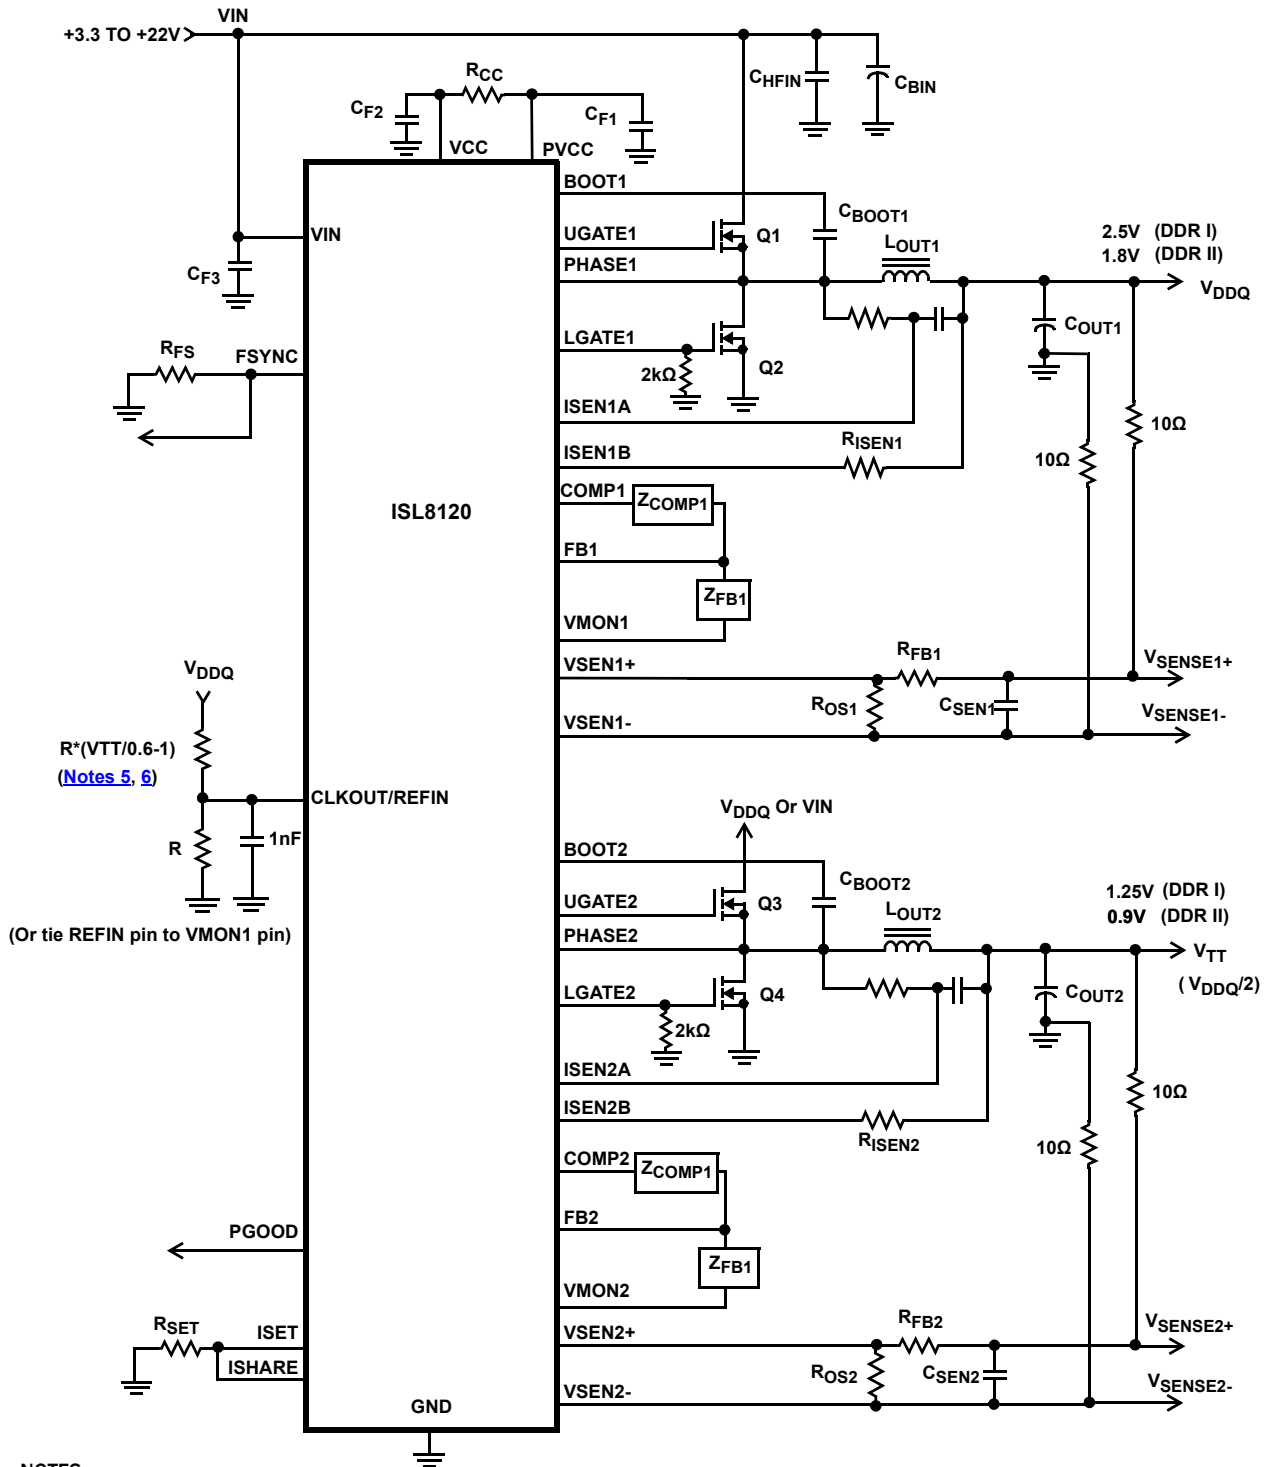 VIN
+3.3 TO +22V
RCC
CHFIN
CBIN
CF2
CF1
VCC
PVCC
BOOT1
CBOOT1
VIN
UGATE1
Q1
LOUT1
2.5V (DDR I)
1.8V (DDR II)
CF3
PHASE1
VDDQ
COUT1
RFS
FSYNC
LGATE1
Q2
2kΩ
ISEN1A
10Ω
RISEN1
ISEN1B
10Ω
COMP1
ZCOMP1
ISL8120
FB1
ZFB1
VMON1
RFB1
VSENSE1+
VSEN1+
VDDQ
ROS1
CSEN1
VSENSE1-
VSEN1-
R*(VTT/0.6-1)
(Notes 5, 6)
CLKOUT/REFIN
VDDQ Or VIN
R
1nF
BOOT2
CBOOT2
1.25V (DDR I)
UGATE2
Q3
LOUT2
0.9V (DDR II)
(Or tie REFIN pin to VMON1 pin)
PHASE2
VTT
(VDDQ/2)
LGATE2
Q4
COUT2
2kΩ
ISEN2A
10Ω
ISEN2B
RISEN2
10Ω
COMP2
ZCOMP1
FB2
PGOOD
ZFB1
VMON2
RSET
ISET
VSEN2+
RFB2
VSENSE2+
ISHARE
ROS2
CSEN2
VSENSE2-
VSEN2-
GND